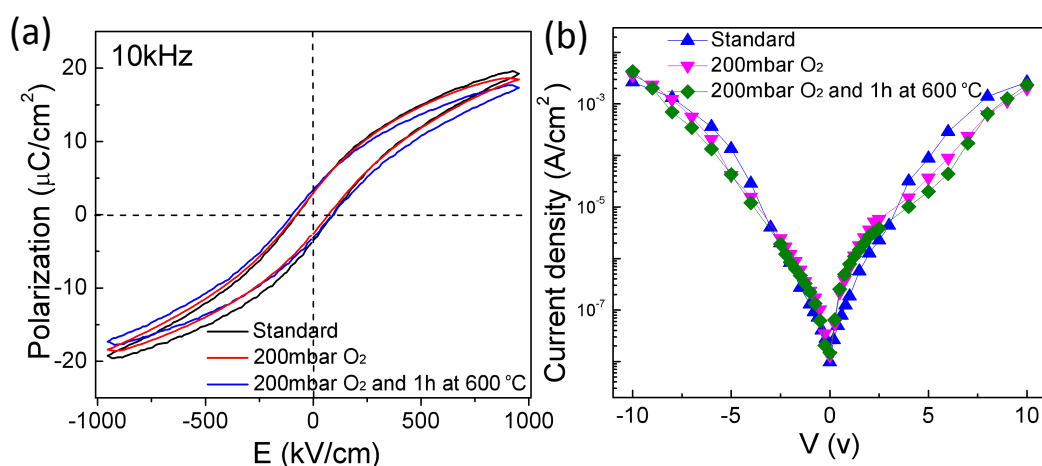 (a)
10kHz
Polarization (μC/cm²)
20
10
0
-10
-20
Standard
200mbar O₂
200mbar O₂ and 1h at 600 °C
-1000
-500
0
500
1000
E (kV/cm)
(b)
Standard
200mbar O₂
200mbar O₂ and 1h at 600 °C
Current density (A/cm²)
10⁻³
10⁻⁵
10⁻⁷
-10
-5
0
5
10
V (v)